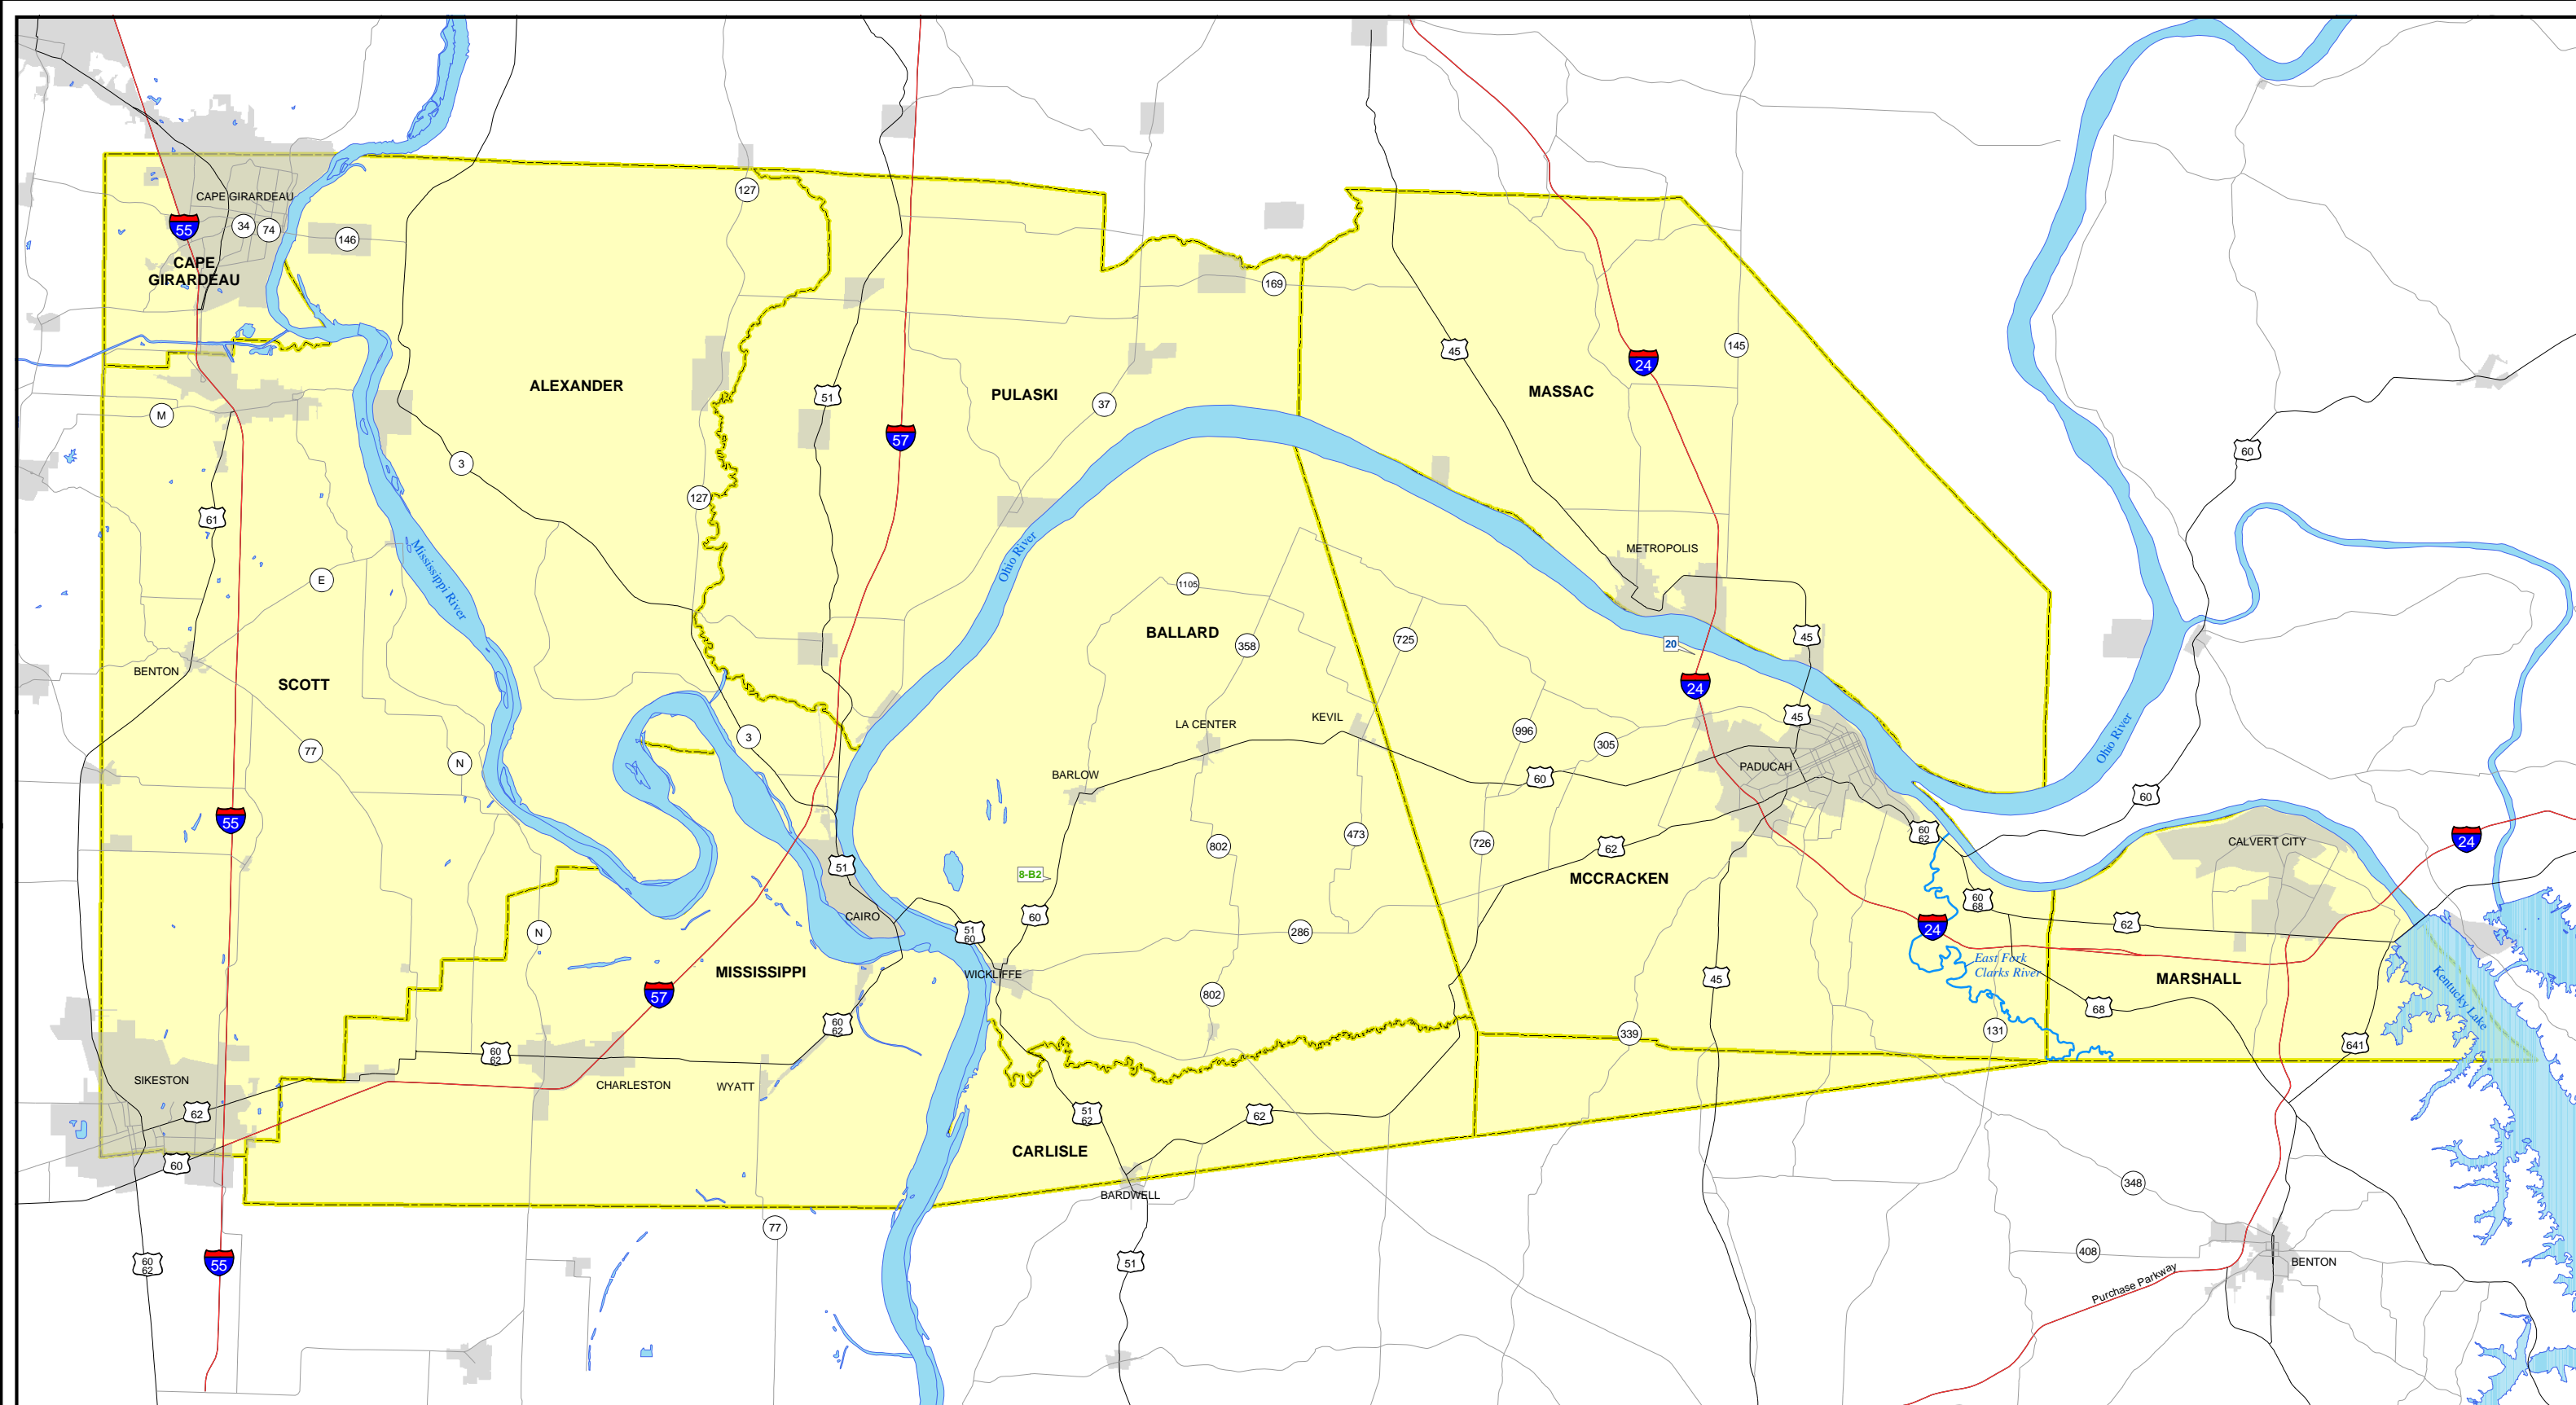 127
CAPE GIRARDEAU
34
74
55
146
CAPE
GIRARDEAU
169
145
45
24
ALEXANDER
MASSAC
PULASKI
51
37
M
57
60
3
127
61
Mississippi River
Ohio River
METROPOLIS
E
1105
BALLARD
725
45
358
20
BENTON
SCOTT
24
LA CENTER
KEVIL
45
996
3
305
77
N
Ohio River
PADUCAH
BARLOW
60
60
55
60
62
24
CALVERT CITY
726
473
802
62
51
8-B2
MCCRACKEN
60
68
CAIRO
60
62
24
N
51
60
286
East Fork
Clarks River
WICKLIFFE
MISSISSIPPI
45
MARSHALL
Kentucky Lake
57
802
68
60
62
131
339
641
60
62
SIKESTON
CHARLESTON
WYATT
62
51
62
62
CARLISLE
60
348
BARDWELL
77
408
60
62
55
51
BENTON
Purchase Parkway